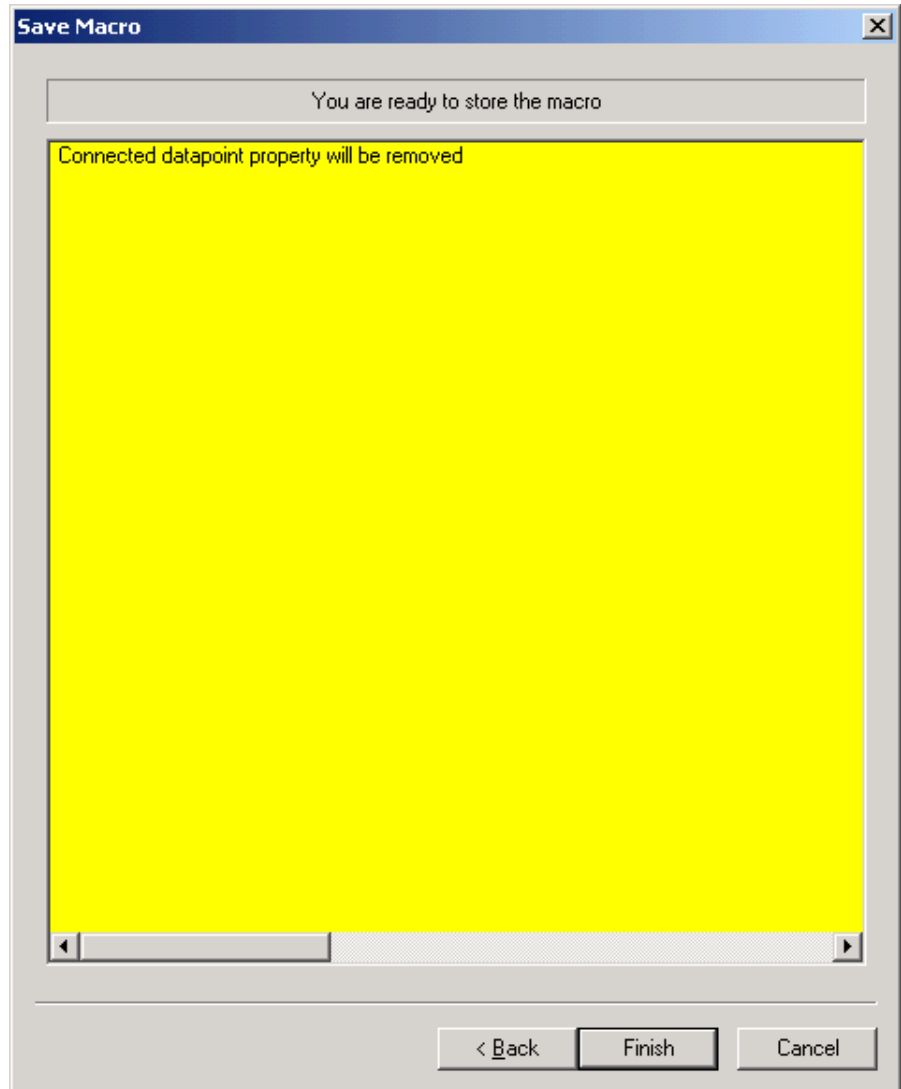 Save Macro
You are ready to store the macro
Connected datapoint property will be removed
< Back
Finish
Cancel